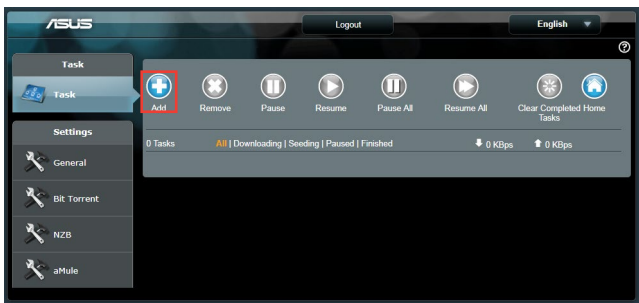 ASUS
Logout
English
?
Task
Task
Add
Remove
Pause
Resume
Pause All
Resume All
Clear Completed Tasks
Home
Settings
0 Tasks
All | Downloading | Seeding | Paused | Finished
0 KBps
0 KBps
General
Bit Torrent
NZB
aMule